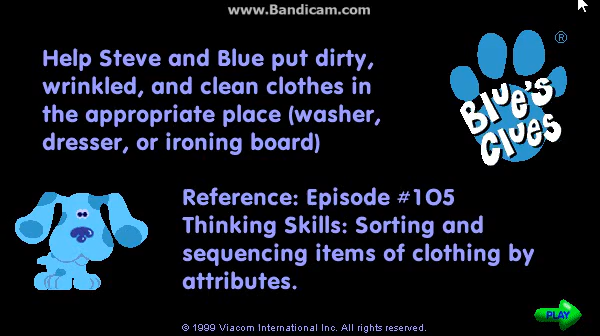 www.Bandicam.com
Help Steve and Blue put dirty,
wrinkled, and clean clothes in
the appropriate place (washer,
dresser, or ironing board)
®
Blue's
Clues
Reference: Episode #105
Thinking Skills: Sorting and
sequencing items of clothing by
attributes.
PLAY
© 1999 Viacom International Inc. All rights reserved.